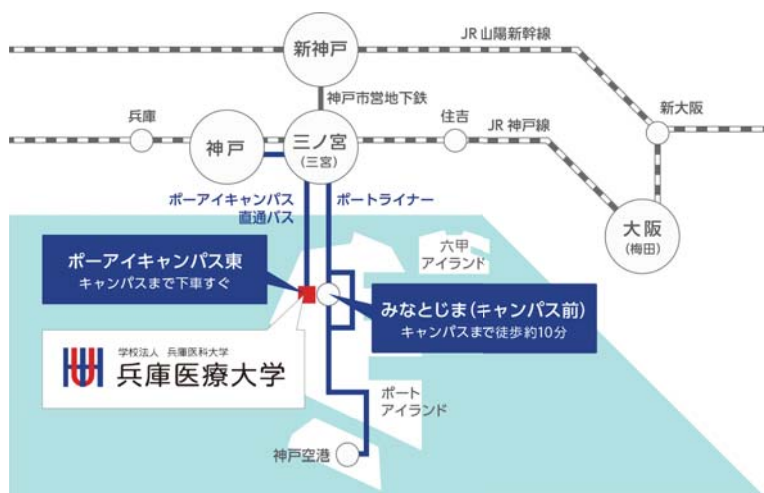 JR 山陽新幹線
新神戸
神戸市営地下鉄
兵庫
神戸
三ノ宮
(三宮)
住吉
JR 神戸線
新大阪
大阪
(梅田)
ポーアイキャンパス
直通バス
ポートライナー
六甲
アイランド
ポーアイキャンパス東
キャンパスまで下車すぐ
みなとじま(キャンパス前)
キャンパスまで徒歩約10分
学校法人 兵庫医科大学
兵庫医療大学
ポート
アイランド
神戸空港